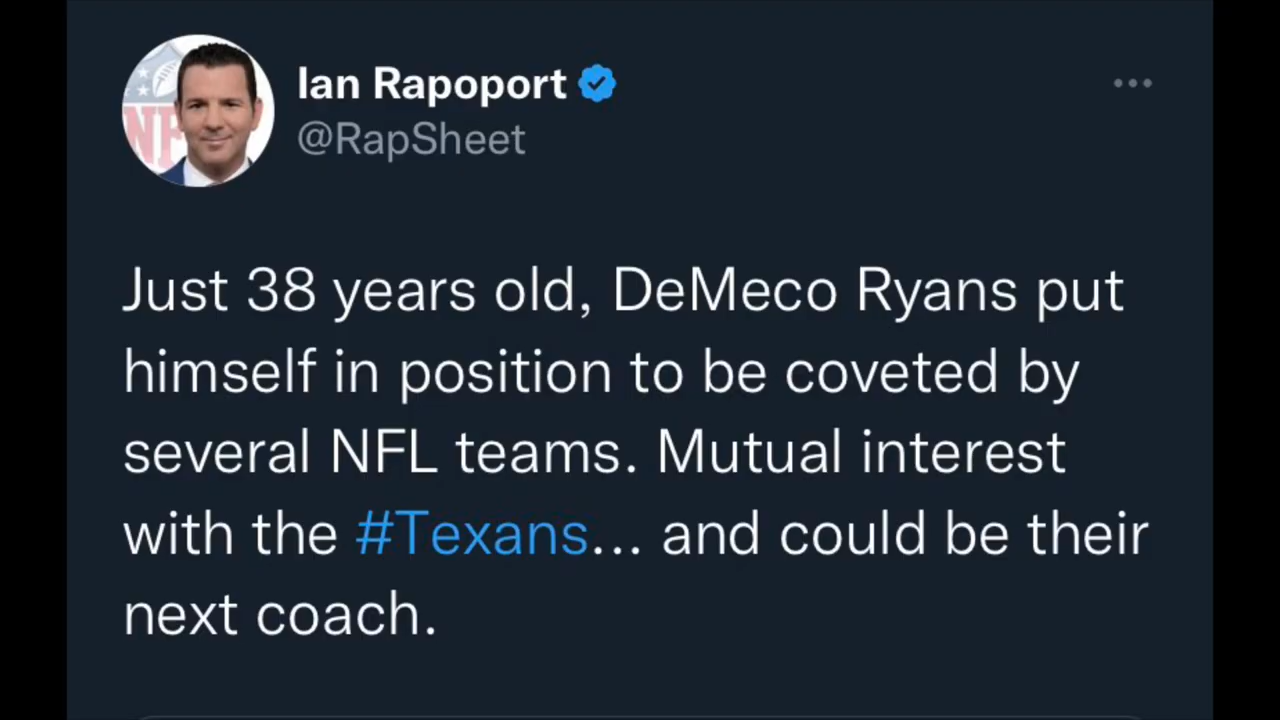 Ian Rapoport
@RapSheet
Just 38 years old, DeMeco Ryans put
himself in position to be coveted by
several NFL teams. Mutual interest
with the #Texans... and could be their
next coach.